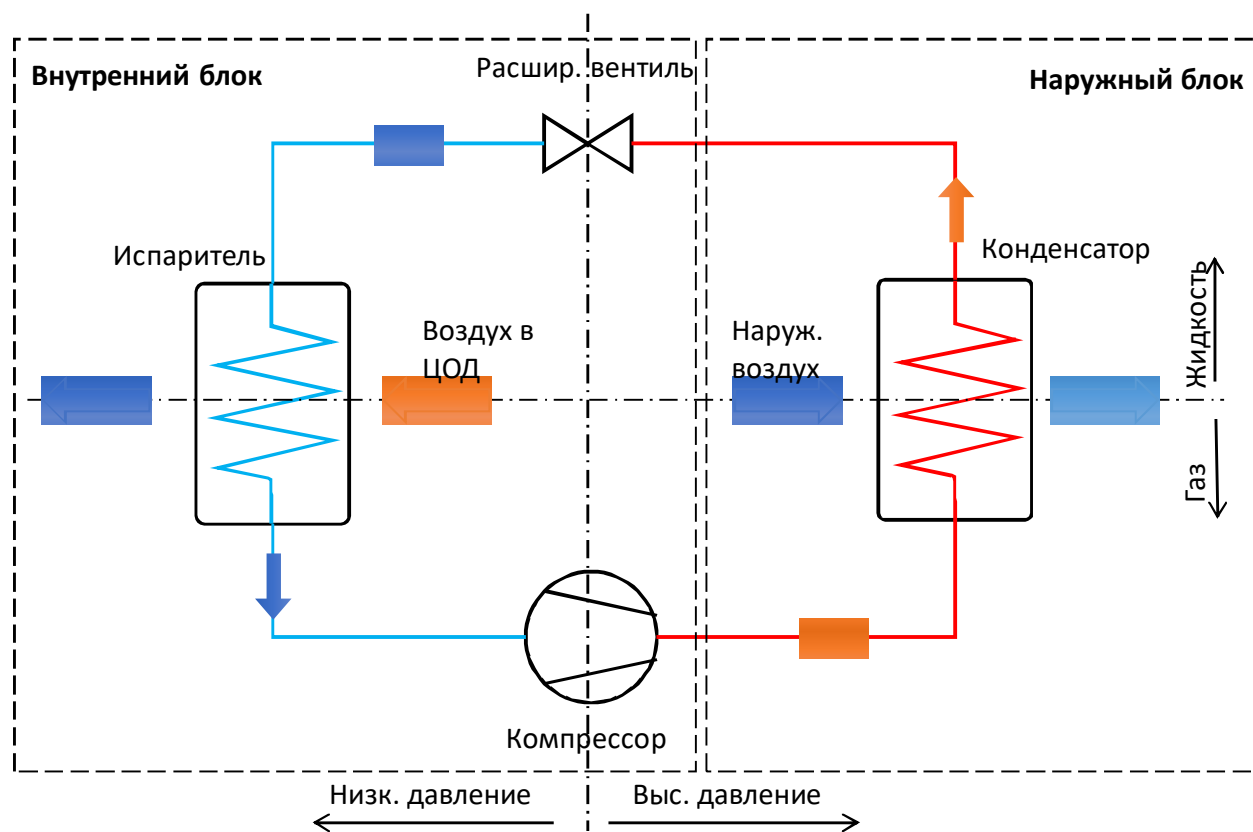 Внутренний блок
Расшир. вентиль
Наружный блок
Испаритель
Конденсатор
Воздух в
ЦОД
Наруж.
воздух
Жидкость
Газ
Компрессор
Низк. давление
Выс. давление